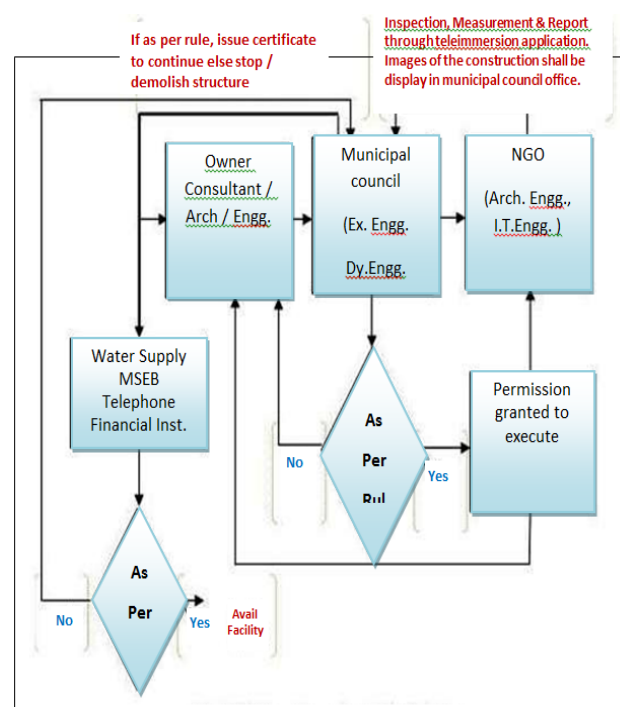 If as per rule, issue certificate
to continue else stop /
demolish structure
Inspection, Measurement & Report
through teleimmersion application.
Images of the construction shall be
display in municipal council office.
Owner
Consultant /
Arch / Engg.
Municipal
council
(Ex. Engg.
Dy.Engg.
NGO
(Arch. Engg.,
I.T.Engg. )
Water Supply
MSEB
Telephone
Financial Inst.
As
Per
Rul
No
Yes
Permission
granted to
execute
As
Per
No
Yes
Avail
Facility